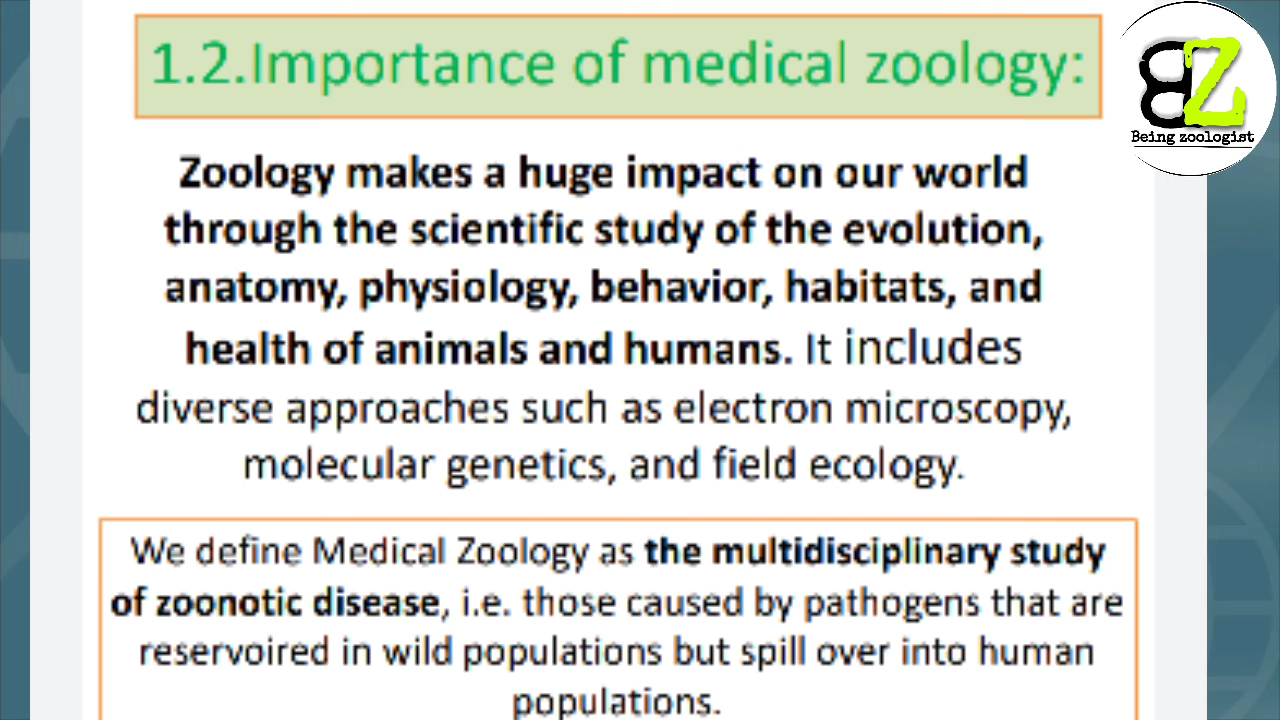 1.2.Importance of medical zoology:
BZ
Being zoologist
Zoology makes a huge impact on our world
through the scientific study of the evolution,
anatomy, physiology, behavior, habitats, and
health of animals and humans. It includes
diverse approaches such as electron microscopy,
molecular genetics, and field ecology.
We define Medical Zoology as the multidisciplinary study
of zoonotic disease, i.e. those caused by pathogens that are
reservoired in wild populations but spill over into human
populations.